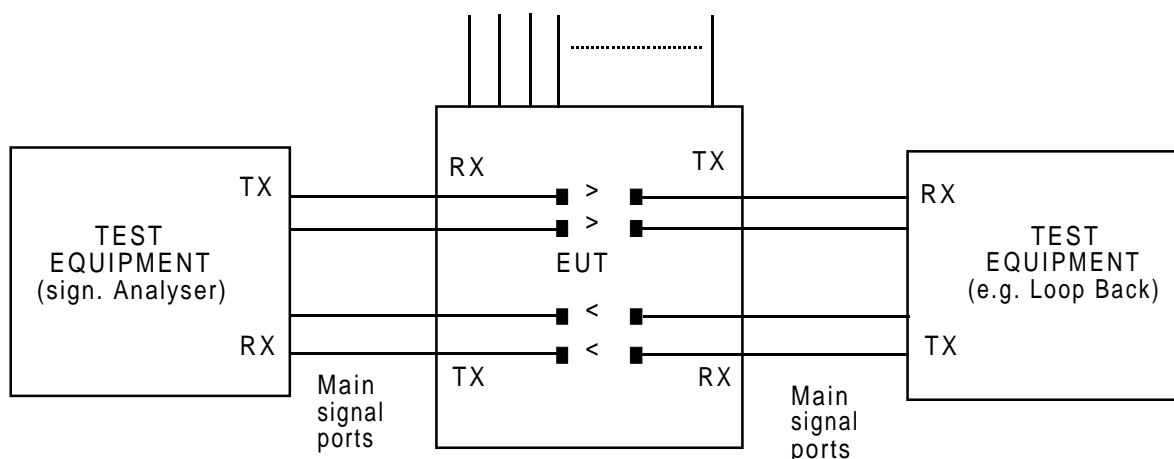 RX
TX
TX
>
RX
>
TEST
EQUIPMENT
(sign. Analyser)
EUT
TEST
EQUIPMENT
(e.g. Loop Back)
<
RX
<
TX
TX
RX
Main
signal
ports
Main
signal
ports